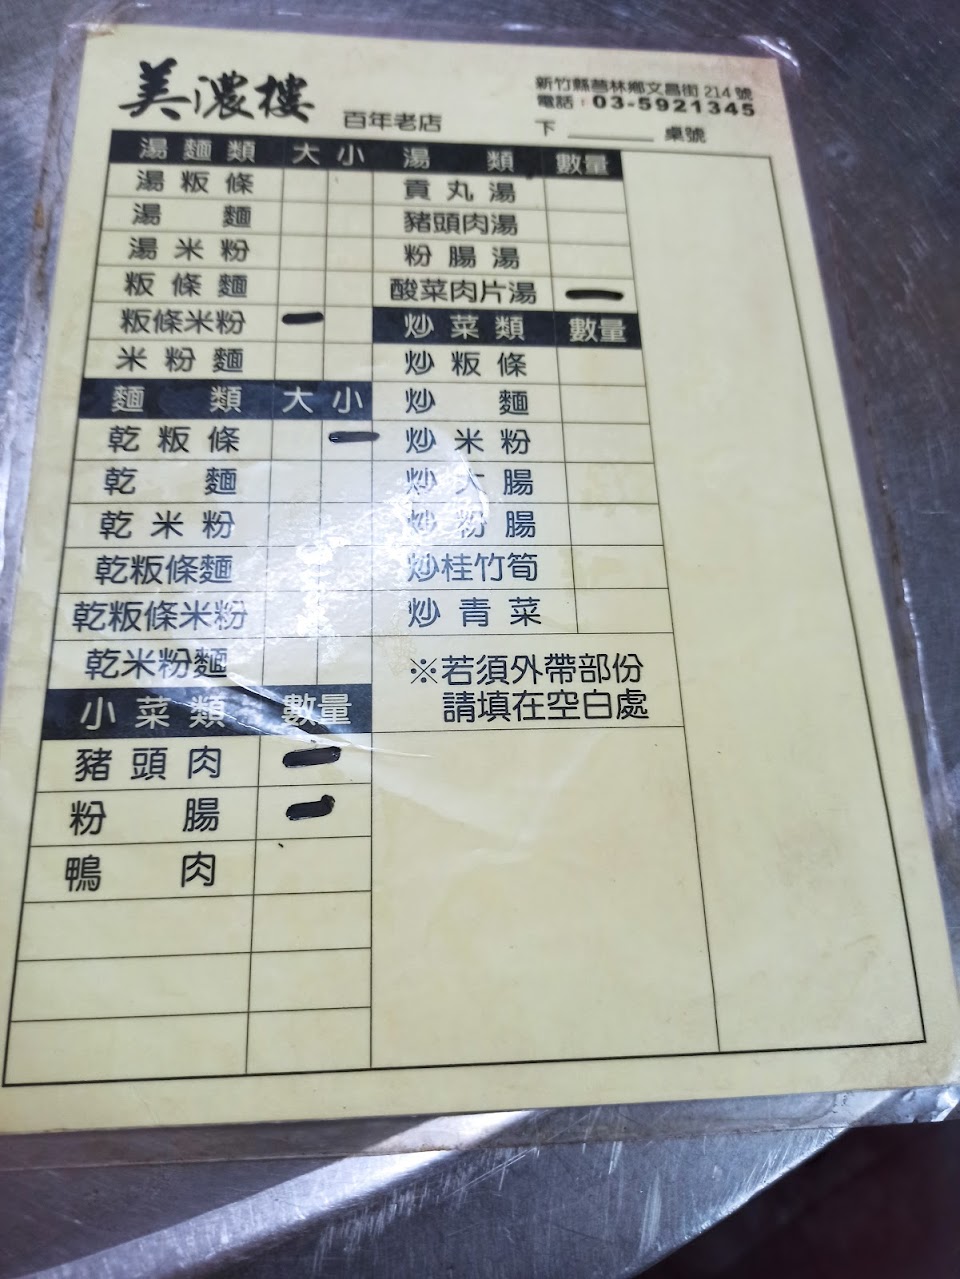 美濃樓 百年老店
新竹縣芎林鄉文昌街 214 號
電話：03-5921345
下 ______ 桌號
湯麵類 大 小
湯粄條
湯麵
湯米粉
粄條麵
粄條米粉 一
米粉麵
麵類 大 小
乾粄條 一
乾麵
乾米粉
乾粄條麵
乾粄條米粉
乾米粉麵
小菜類 數量
豬頭肉 一
粉腸 一
鴨肉
湯類 數量
貢丸湯
豬頭肉湯
粉腸湯
酸菜肉片湯 一
炒菜類 數量
炒粄條
炒麵
炒米粉
炒大腸
炒粉腸
炒桂竹筍
炒青菜
※若須外帶部份
請填在空白處